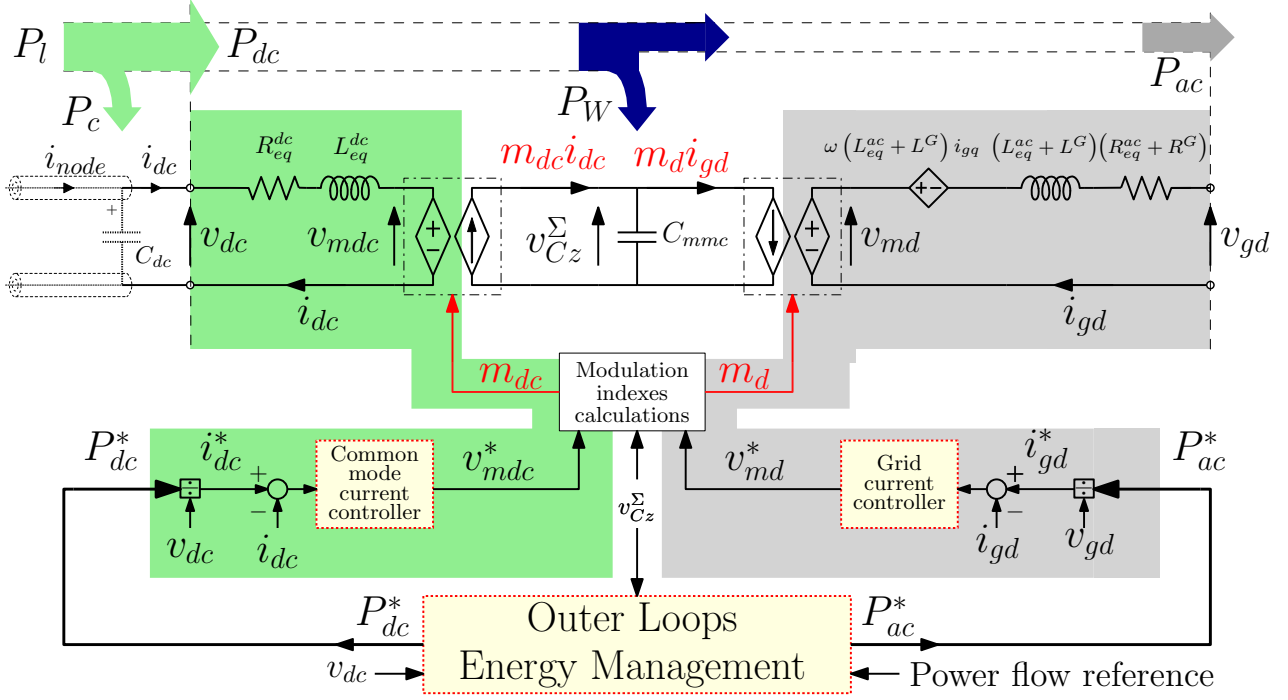 P_l
P_dc
P_c
P_W
P_ac
i_node
i_dc
R_eq^dc
L_eq^dc
m_dc i_dc
m_d i_gd
ω (L_eq^ac + L^G) i_gq
(L_eq^ac + L^G)
(R_eq^ac + R^G)
+
C_dc
v_dc
v_mdc
+
−
v_Cz^Σ
C_mmc
+
−
v_md
+ −
v_gd
i_dc
i_gd
m_dc
Modulation
indexes
calculations
m_d
P_dc^*
i_dc^*
+
−
÷
v_dc
i_dc
Common
mode
current
controller
v_mdc^*
v_Cz^Σ
v_md^*
Grid
current
controller
i_gd^*
+
−
÷
i_gd
v_gd
P_ac^*
P_dc^*
Outer Loops
Energy Management
P_ac^*
v_dc
Power flow reference